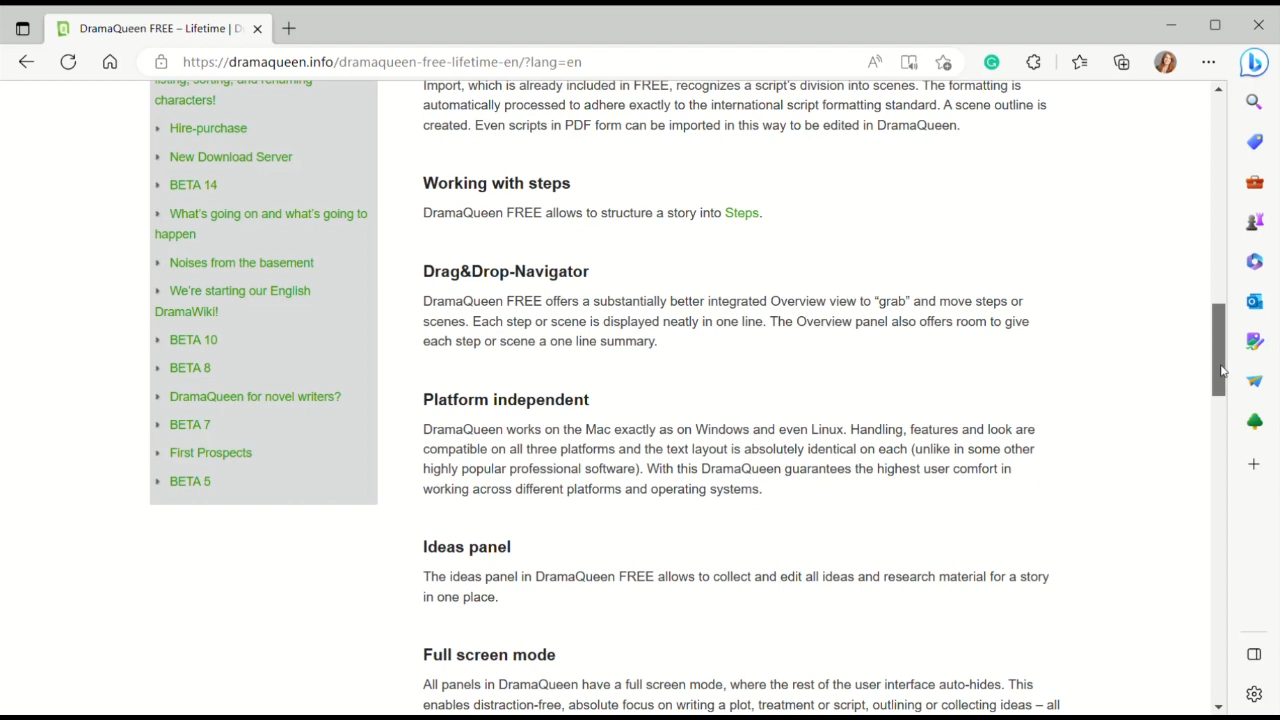 DramaQueen FREE – Lifetime | D
https://dramaqueen.info/dramaqueen-free-lifetime-en/?lang=en
listing, sorting, and renaming
characters!
Hire-purchase
New Download Server
BETA 14
What's going on and what's going to
happen
Noises from the basement
We're starting our English
DramaWiki!
BETA 10
BETA 8
DramaQueen for novel writers?
BETA 7
First Prospects
BETA 5
Import, which is already included in FREE, recognizes a script's division into scenes. The formatting is
automatically processed to adhere exactly to the international script formatting standard. A scene outline is
created. Even scripts in PDF form can be imported in this way to be edited in DramaQueen.
Working with steps
DramaQueen FREE allows to structure a story into Steps.
Drag&Drop-Navigator
DramaQueen FREE offers a substantially better integrated Overview view to “grab” and move steps or
scenes. Each step or scene is displayed neatly in one line. The Overview panel also offers room to give
each step or scene a one line summary.
Platform independent
DramaQueen works on the Mac exactly as on Windows and even Linux. Handling, features and look are
compatible on all three platforms and the text layout is absolutely identical on each (unlike in some other
highly popular professional software). With this DramaQueen guarantees the highest user comfort in
working across different platforms and operating systems.
Ideas panel
The ideas panel in DramaQueen FREE allows to collect and edit all ideas and research material for a story
in one place.
Full screen mode
All panels in DramaQueen have a full screen mode, where the rest of the user interface auto-hides. This
enables distraction-free, absolute focus on writing a plot, treatment or script, outlining or collecting ideas – all